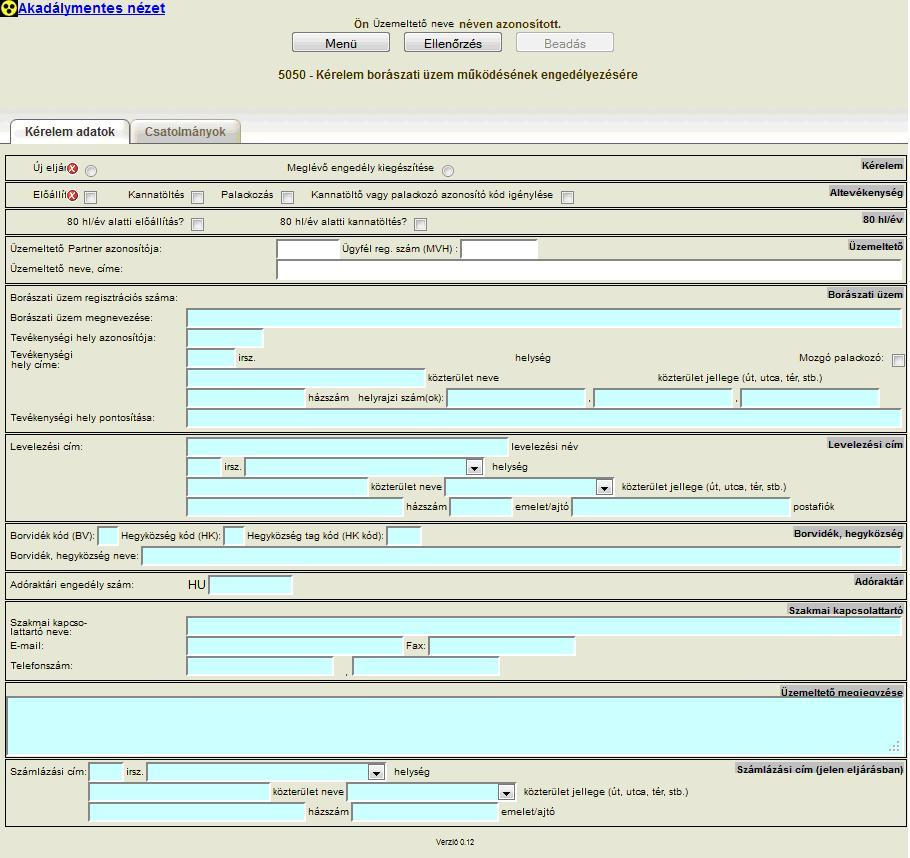 Akadálymentes nézet
Ön Üzemeltető neve néven azonosított.
Menü Ellenőrzés Beadás
5050 - Kérelem borászati üzem működésének engedélyezésére
Kérelem adatok Csatolmányok
Új eljár Meglévő engedély kiegészítése Kérelem
Előállít Kannatöltés Palackozás Kannatöltő vagy palackozó azonosító kód igénylése Altevékenység
80 hl/év alatti előállítás? 80 hl/év alatti kannatöltés? 80 hl/év
Üzemeltető Partner azonosítója: Ügyfél reg. szám (MVH) : Üzemeltető
Üzemeltető neve, címe:
Borászati üzem regisztrációs száma: Borászati üzem
Borászati üzem megnevezése:
Tevékenységi hely azonosítója:
Tevékenységi hely címe: irsz. helység Mozgó palackozó:
közterület neve közterület jellege (út, utca, tér, stb.)
házszám helyrajzi szám(ok): , ,
Tevékenységi hely pontosítása:
Levelezési cím: levelezési név Levelezési cím
irsz. helység
közterület neve közterület jellege (út, utca, tér, stb.)
házszám emelet/ajtó postafiók
Borvidék kód (BV): Hegyközség kód (HK): Hegyközség tag kód (HK kód): Borvidék, hegyközség
Borvidék, hegyközség neve:
Adóraktári engedély szám: HU Adóraktár
Szakmai kapcsolattartó
Szakmai kapcso-
lattartó neve:
E-mail: Fax:
Telefonszám: ,
Üzemeltető megjegyzése
Számlázási cím: irsz. helység Számlázási cím (jelen eljárásban)
közterület neve közterület jellege (út, utca, tér, stb.)
házszám emelet/ajtó
Verzió 0.12